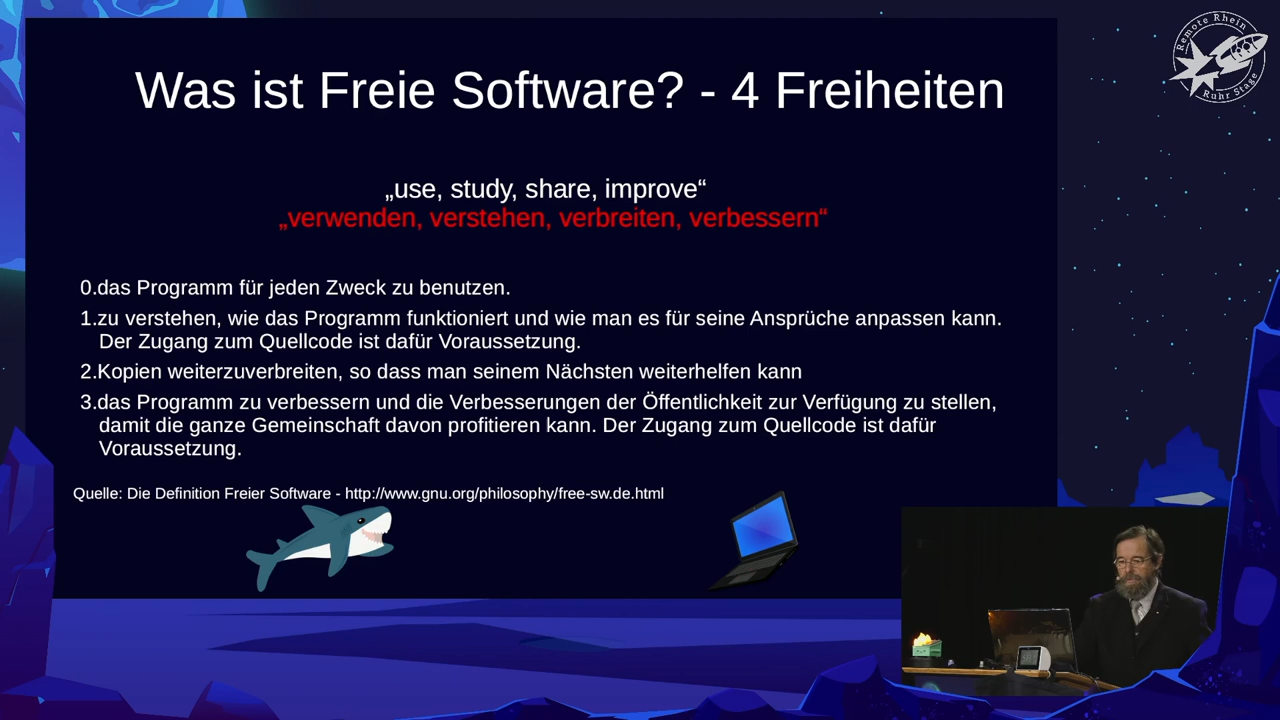 Was ist Freie Software? - 4 Freiheiten
„use, study, share, improve“
„verwenden, verstehen, verbreiten, verbessern“
0.das Programm für jeden Zweck zu benutzen.
1.zu verstehen, wie das Programm funktioniert und wie man es für seine Ansprüche anpassen kann.
Der Zugang zum Quellcode ist dafür Voraussetzung.
2.Kopien weiterzuverbreiten, so dass man seinem Nächsten weiterhelfen kann
3.das Programm zu verbessern und die Verbesserungen der Öffentlichkeit zur Verfügung zu stellen,
damit die ganze Gemeinschaft davon profitieren kann. Der Zugang zum Quellcode ist dafür
Voraussetzung.
Quelle: Die Definition Freier Software - http://www.gnu.org/philosophy/free-sw.de.html
Remote Rhein
Ruhr Stage